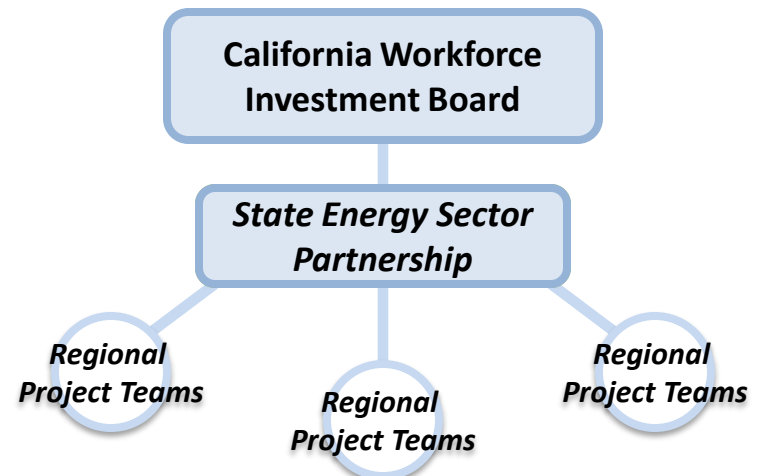 California Workforce
Investment Board
State Energy Sector
Partnership
Regional
Project Teams
Regional
Project Teams
Regional
Project Teams